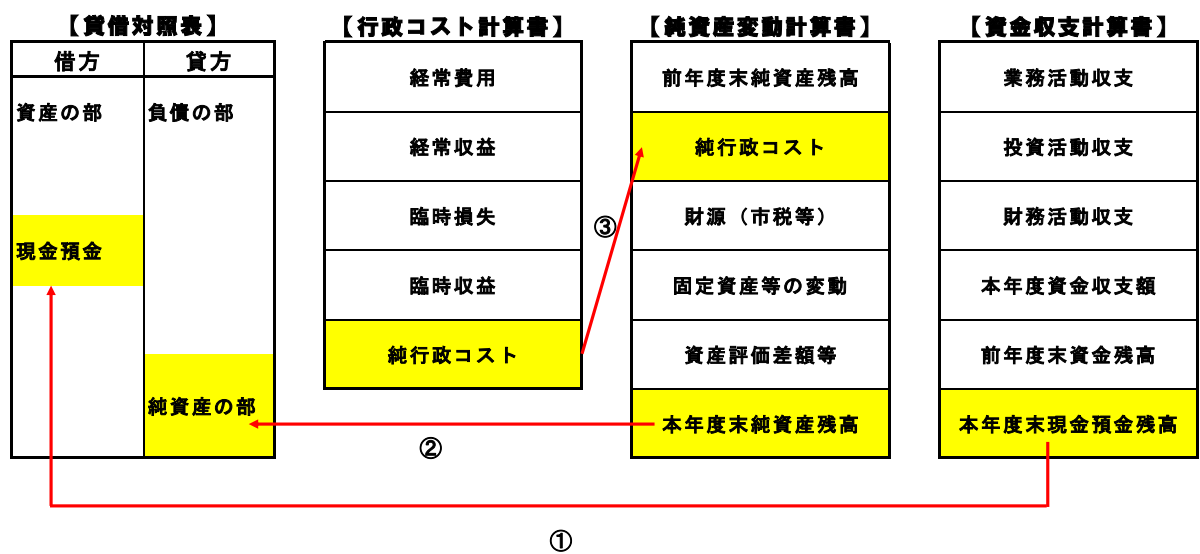 【貸借対照表】
借方
貸方
資産の部
負債の部
現金預金
純資産の部
【行政コスト計算書】
経常費用
経常収益
臨時損失
臨時収益
純行政コスト
【純資産変動計算書】
前年度末純資産残高
純行政コスト
財源（市税等）
固定資産等の変動
資産評価差額等
本年度末純資産残高
【資金収支計算書】
業務活動収支
投資活動収支
財務活動収支
本年度資金収支額
前年度末資金残高
本年度末現金預金残高
③
②
①